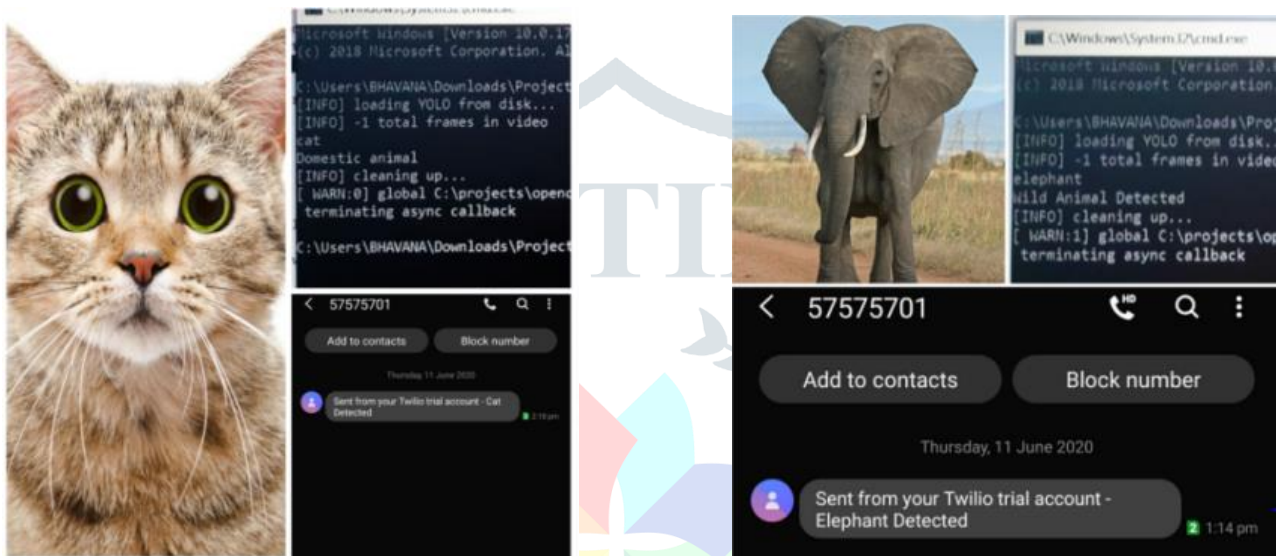 C:\Windows\System32\cmd.exe
Microsoft Windows [Version 10.0.17
(c) 2018 Microsoft Corporation. Al
C:\Users\BHAVANA\Downloads\Project
[INFO] loading YOLO from disk...
[INFO] -1 total frames in video
cat
Domestic animal
[INFO] cleaning up...
[ WARN:0] global C:\projects\openc
terminating async callback
C:\Users\BHAVANA\Downloads\Project
57575701
Add to contacts
Block number
Thursday, 11 June 2020
Sent from your Twilio trial account - Cat
Detected
2:18 pm
TI
C:\Windows\System32\cmd.exe
Microsoft Windows [Version 10.0
(c) 2018 Microsoft Corporation.
C:\Users\BHAVANA\Downloads\Proj
[INFO] loading YOLO from disk..
[INFO] -1 total frames in video
elephant
Wild Animal Detected
[INFO] cleaning up...
[ WARN:1] global C:\projects\op
terminating async callback
57575701
HD
Add to contacts
Block number
Thursday, 11 June 2020
Sent from your Twilio trial account -
Elephant Detected
2 1:14 pm